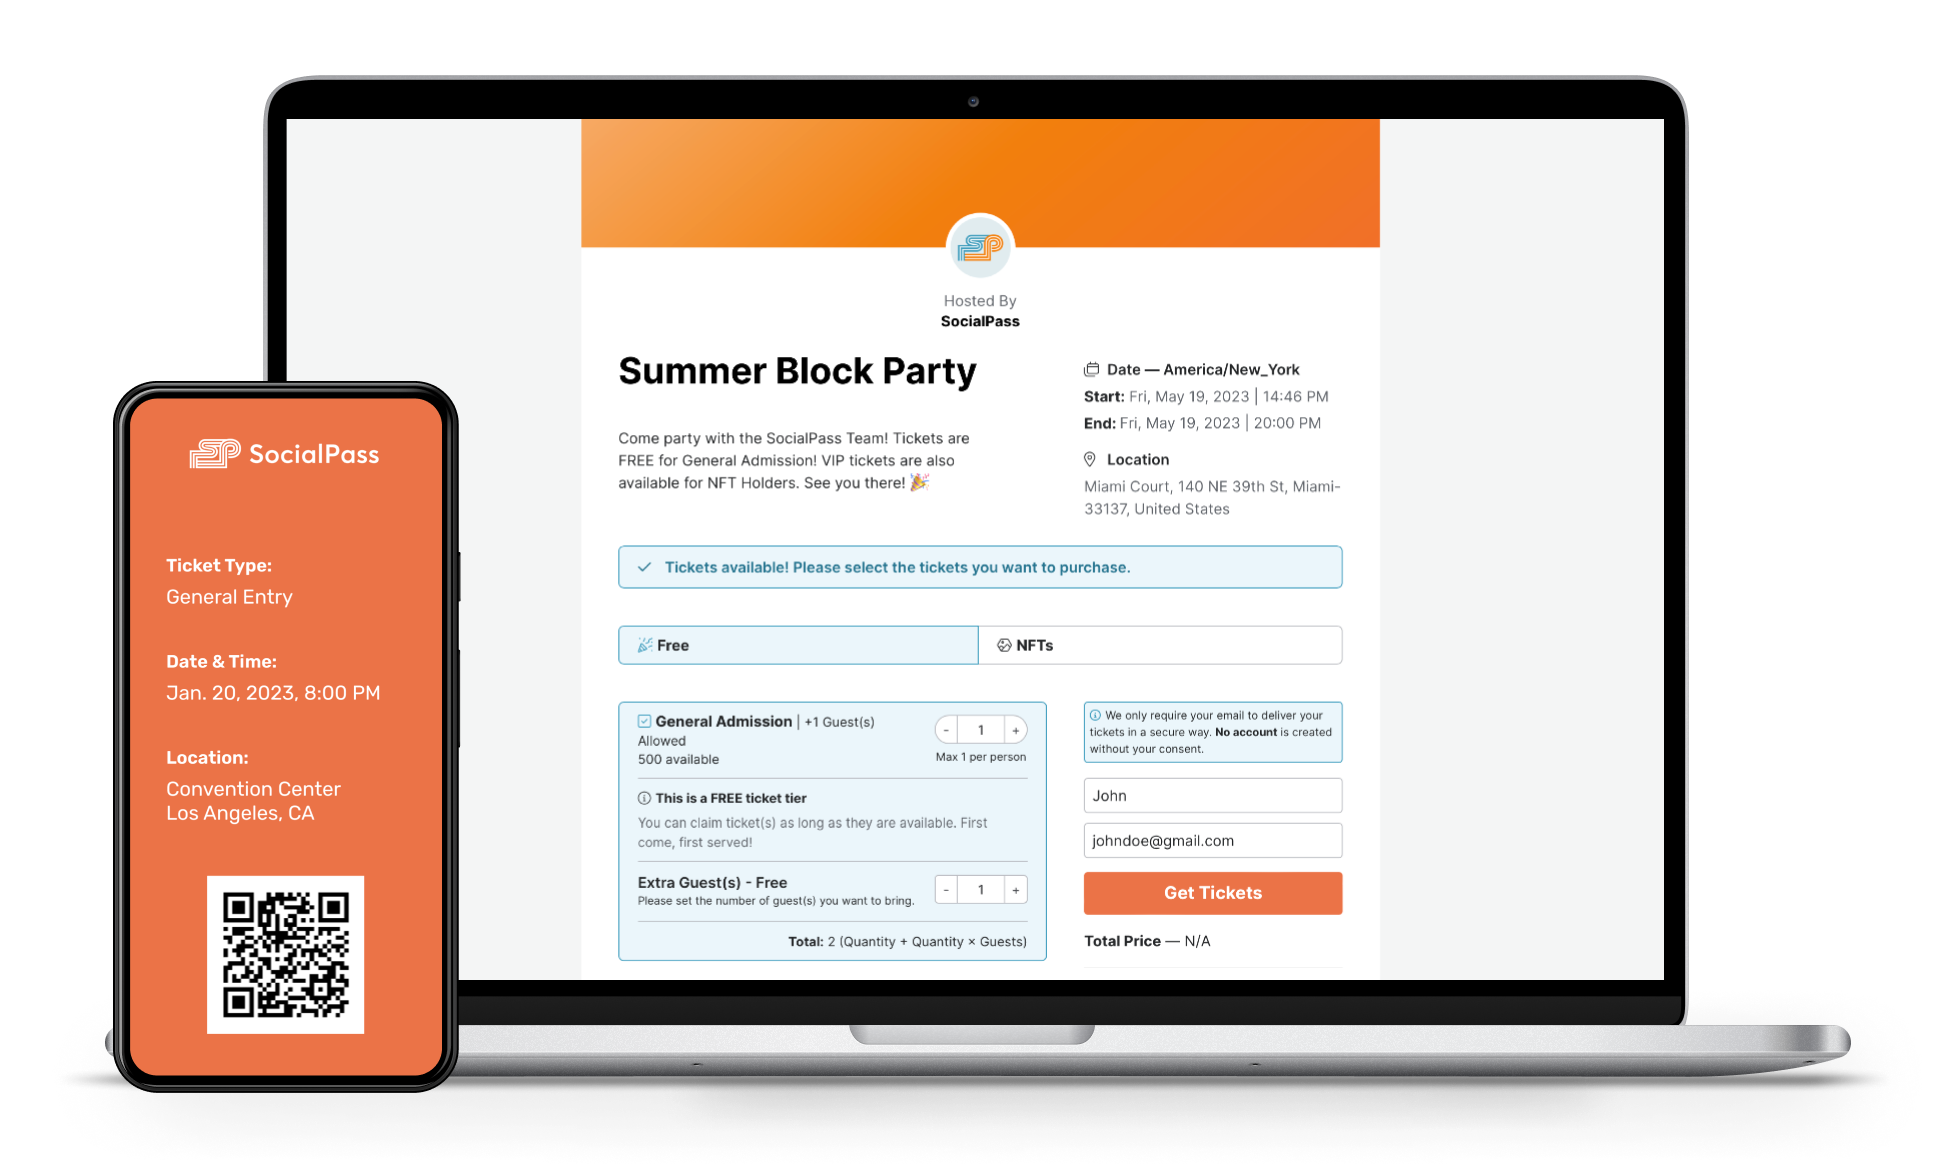 SocialPass
Ticket Type:
General Entry
Date & Time:
Jan. 20, 2023, 8:00 PM
Location:
Convention Center
Los Angeles, CA
SP
Hosted By
SocialPass
Summer Block Party
Come party with the SocialPass Team! Tickets are
FREE for General Admission! VIP tickets are also
available for NFT Holders. See you there! 🎉
Date — America/New_York
Start: Fri, May 19, 2023 | 14:46 PM
End: Fri, May 19, 2023 | 20:00 PM
Location
Miami Court, 140 NE 39th St, Miami-
33137, United States
Tickets available! Please select the tickets you want to purchase.
Free
NFTs
General Admission | +1 Guest(s)
Allowed
500 available
- 1 +
Max 1 per person
This is a FREE ticket tier
You can claim ticket(s) as long as they are available. First
come, first served!
Extra Guest(s) - Free
Please set the number of guest(s) you want to bring.
- 1 +
Total: 2 (Quantity + Quantity × Guests)
We only require your email to deliver your
tickets in a secure way. No account is created
without your consent.
John
johndoe@gmail.com
Get Tickets
Total Price — N/A